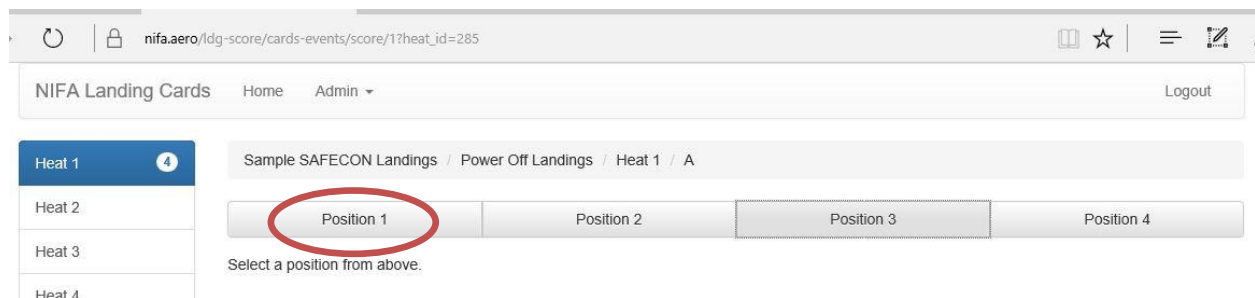 nifa.aero/ldg-score/cards-events/score/1?heat_id=285
NIFA Landing Cards Home Admin Logout
Heat 1 4
Sample SAFECON Landings / Power Off Landings / Heat 1 / A
Heat 2
Position 1 Position 2 Position 3 Position 4
Heat 3
Select a position from above.
Heat 4